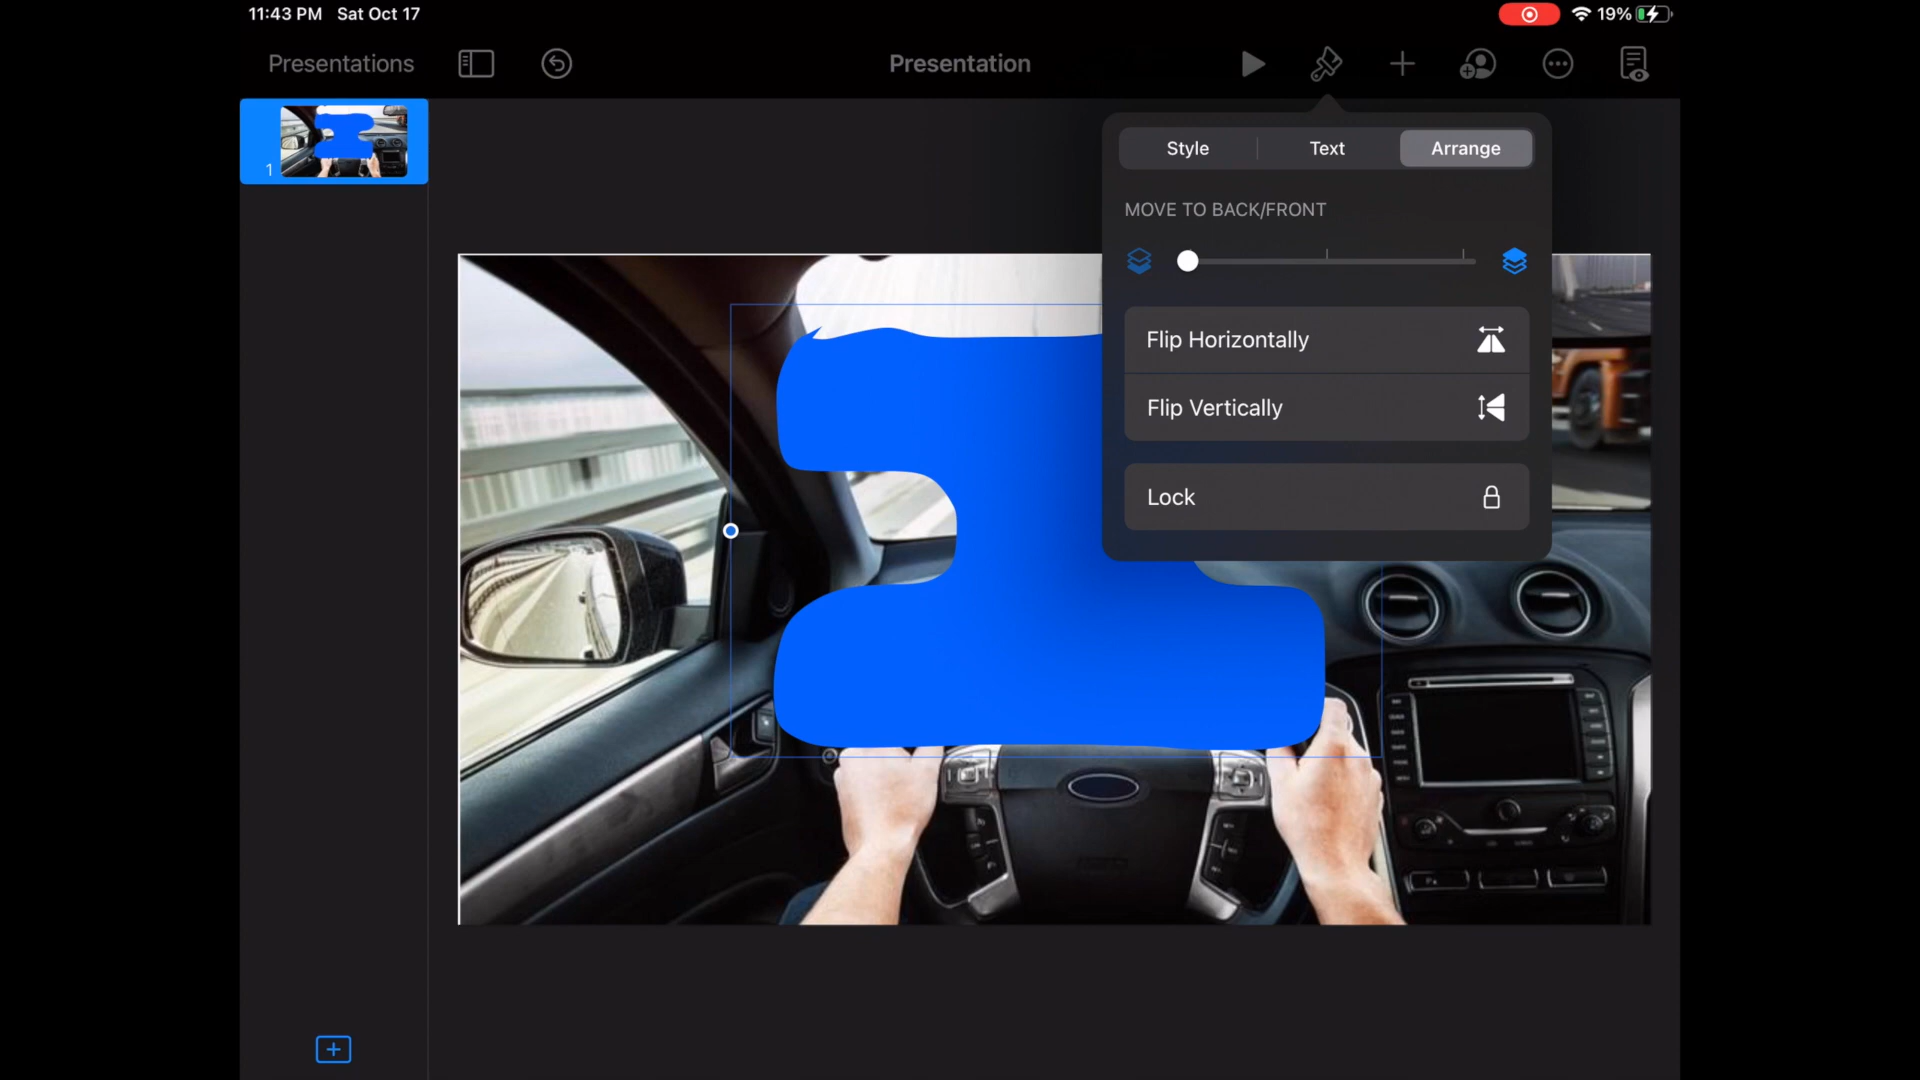 11:43 PM Sat Oct 17
19%
Presentations
Presentation
1
Style
Text
Arrange
MOVE TO BACK/FRONT
Flip Horizontally
Flip Vertically
Lock